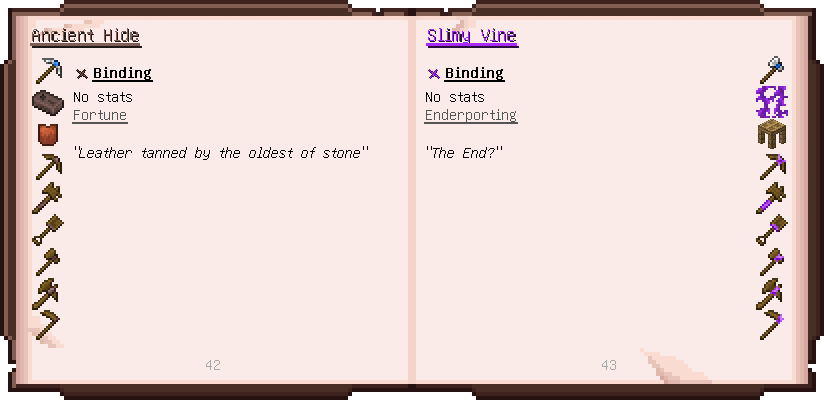 Ancient Hide
Binding
No stats
Fortune
"Leather tanned by the oldest of stone"
42
Slimy Vine
Binding
No stats
Enderporting
"The End?"
43